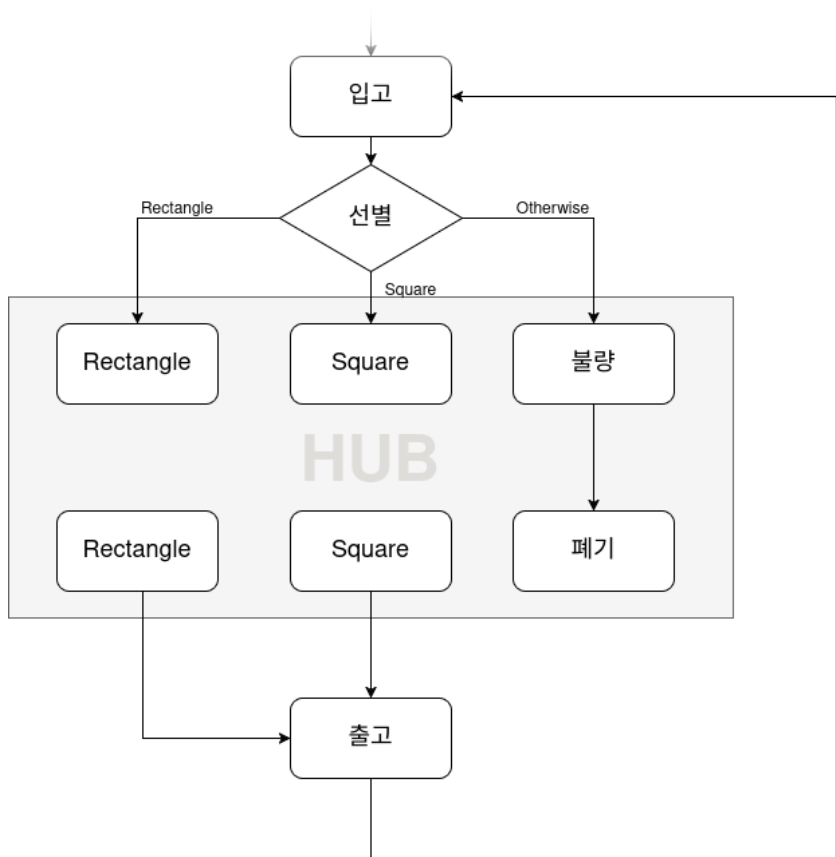 입고
선별
Rectangle
Otherwise
Square
Rectangle
Square
불량
HUB
Rectangle
Square
폐기
출고